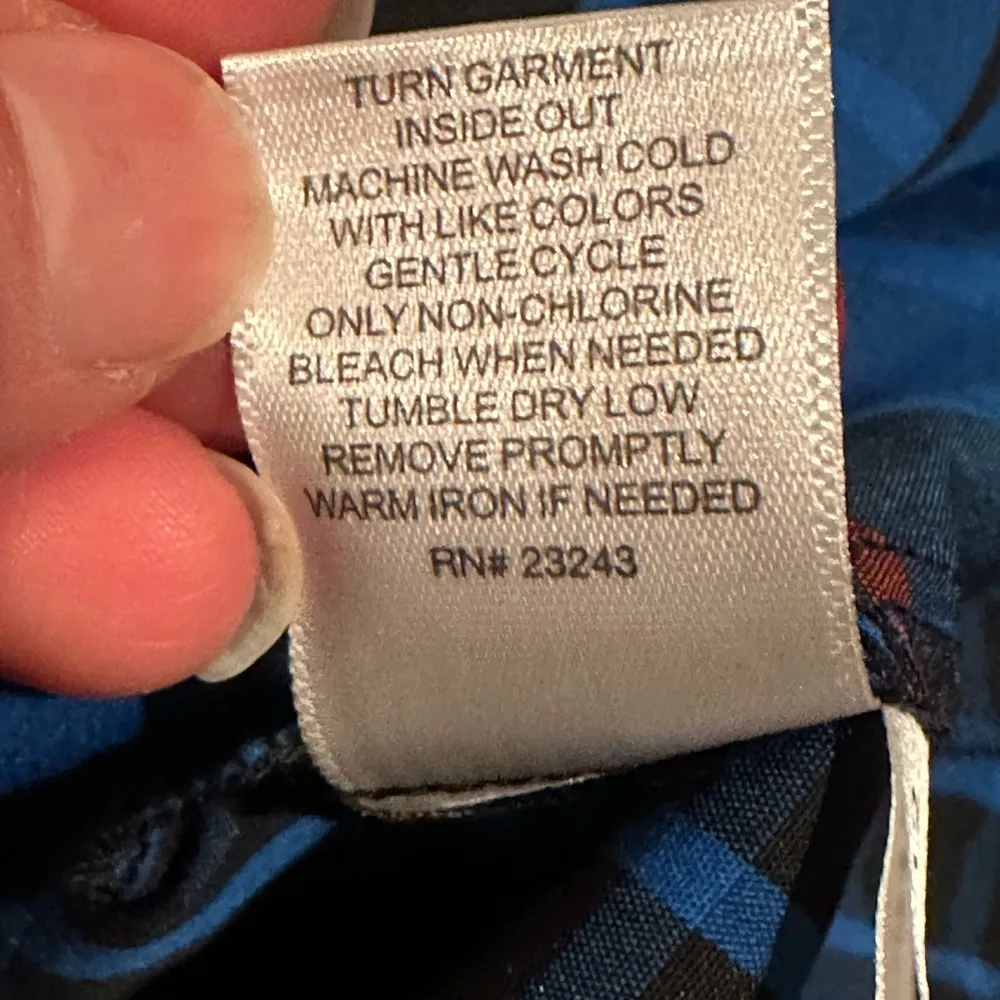 TURN GARMENT
INSIDE OUT
MACHINE WASH COLD
WITH LIKE COLORS
GENTLE CYCLE
ONLY NON-CHLORINE
BLEACH WHEN NEEDED
TUMBLE DRY LOW
REMOVE PROMPTLY
WARM IRON IF NEEDED
RN# 23243